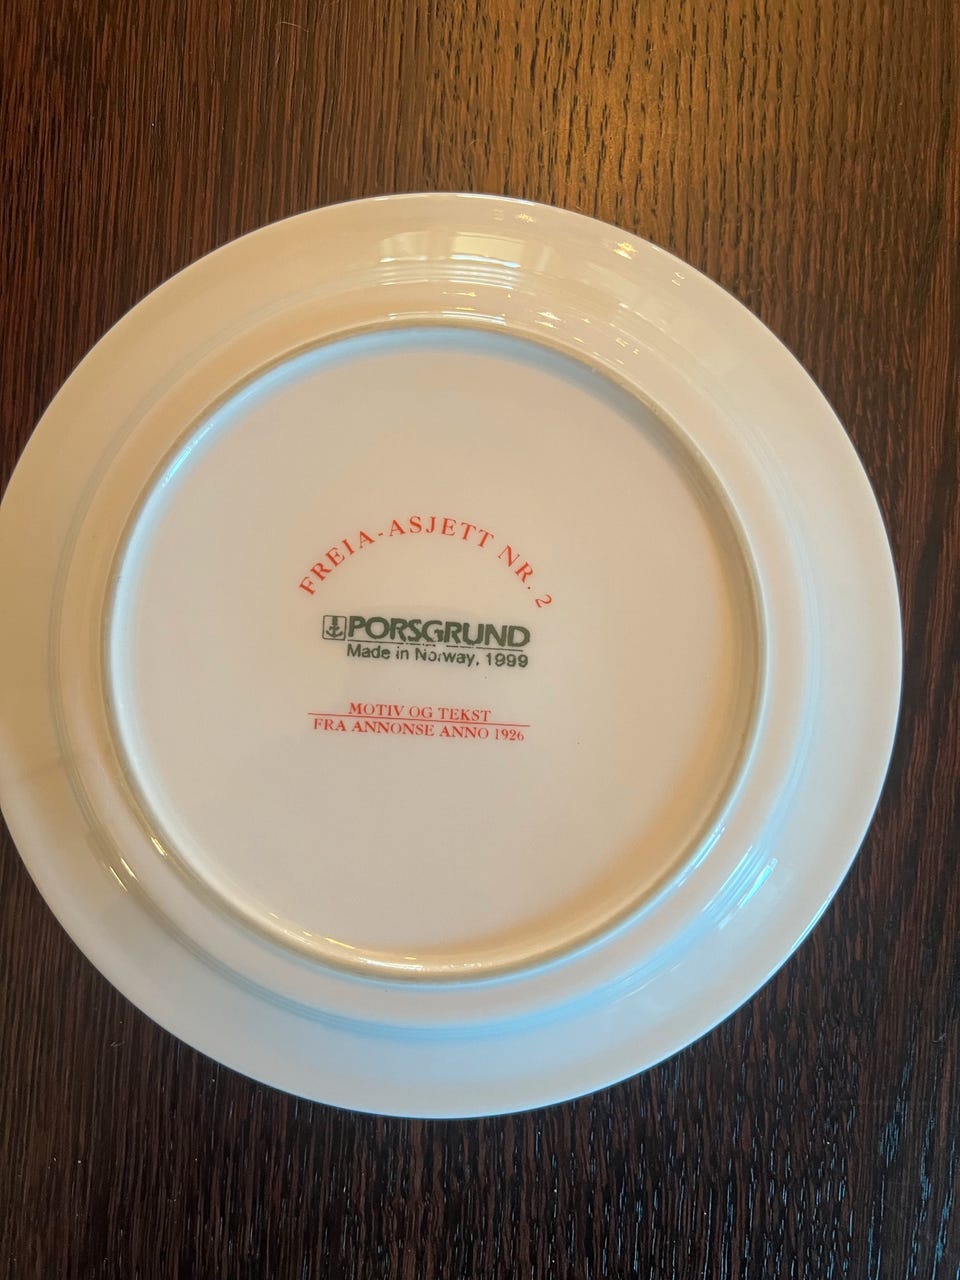 FREIA-ASJETT NR. 2
PORSGRUND
Made in Norway, 1999
MOTIV OG TEKST
FRA ANNONSE ANNO 1926